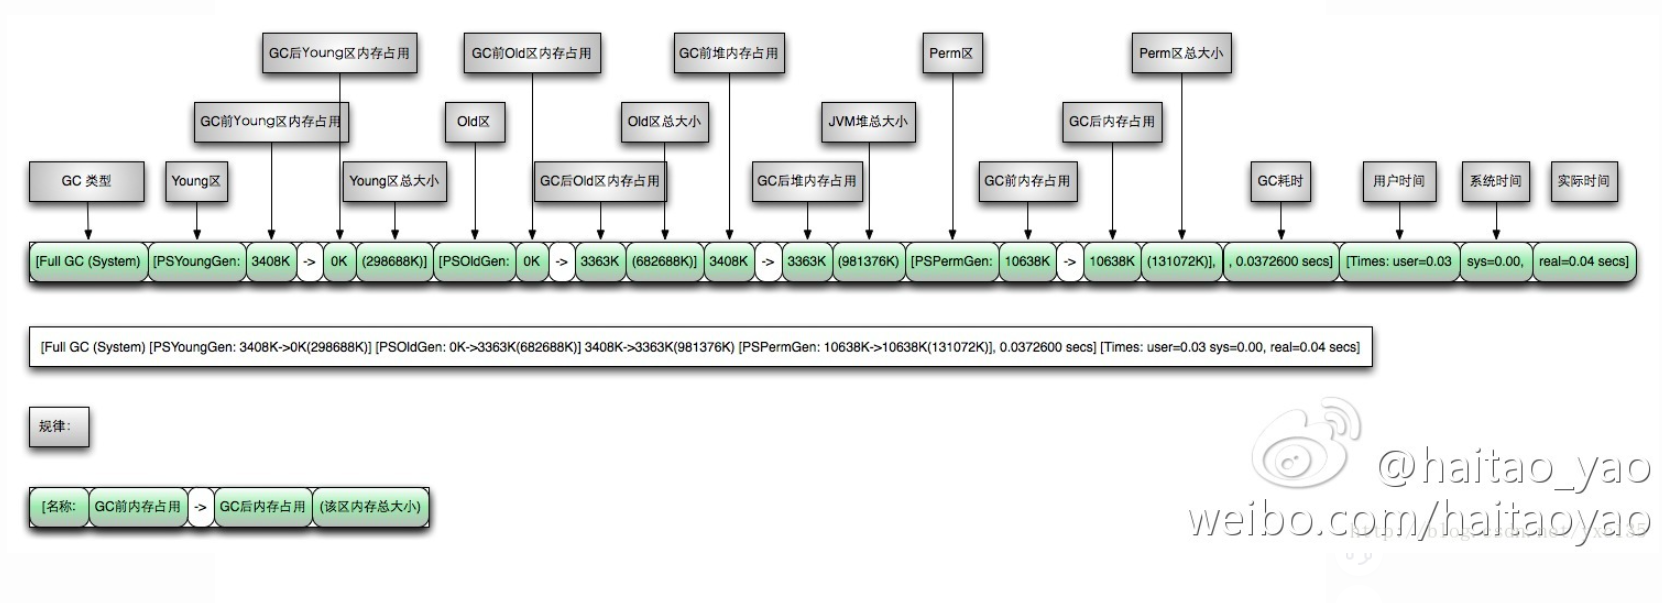 GC后Young区内存占用 GC前Old区内存占用 GC前堆内存占用 Perm区 Perm区总大小
GC前Young区内存占用 Old区 Old区总大小 JVM堆总大小 GC后内存占用
GC 类型 Young区 Young区总大小 GC后Old区内存占用 GC后堆内存占用 GC前内存占用 GC耗时 用户时间 系统时间 实际时间
[Full GC (System) [PSYoungGen: 3408K -> 0K (298688K)] [PSOldGen: 0K -> 3363K (682688K)] 3408K -> 3363K (981376K) [PSPermGen: 10638K -> 10638K (131072K)], , 0.0372600 secs] [Times: user=0.03 sys=0.00, real=0.04 secs]
[Full GC (System) [PSYoungGen: 3408K->0K(298688K)] [PSOldGen: 0K->3363K(682688K)] 3408K->3363K(981376K) [PSPermGen: 10638K->10638K(131072K)], 0.0372600 secs] [Times: user=0.03 sys=0.00, real=0.04 secs]
规律：
@haitao_yao
[名称: GC前内存占用 -> GC后内存占用 (该区内存总大小)
weibo.com/haitaoyao